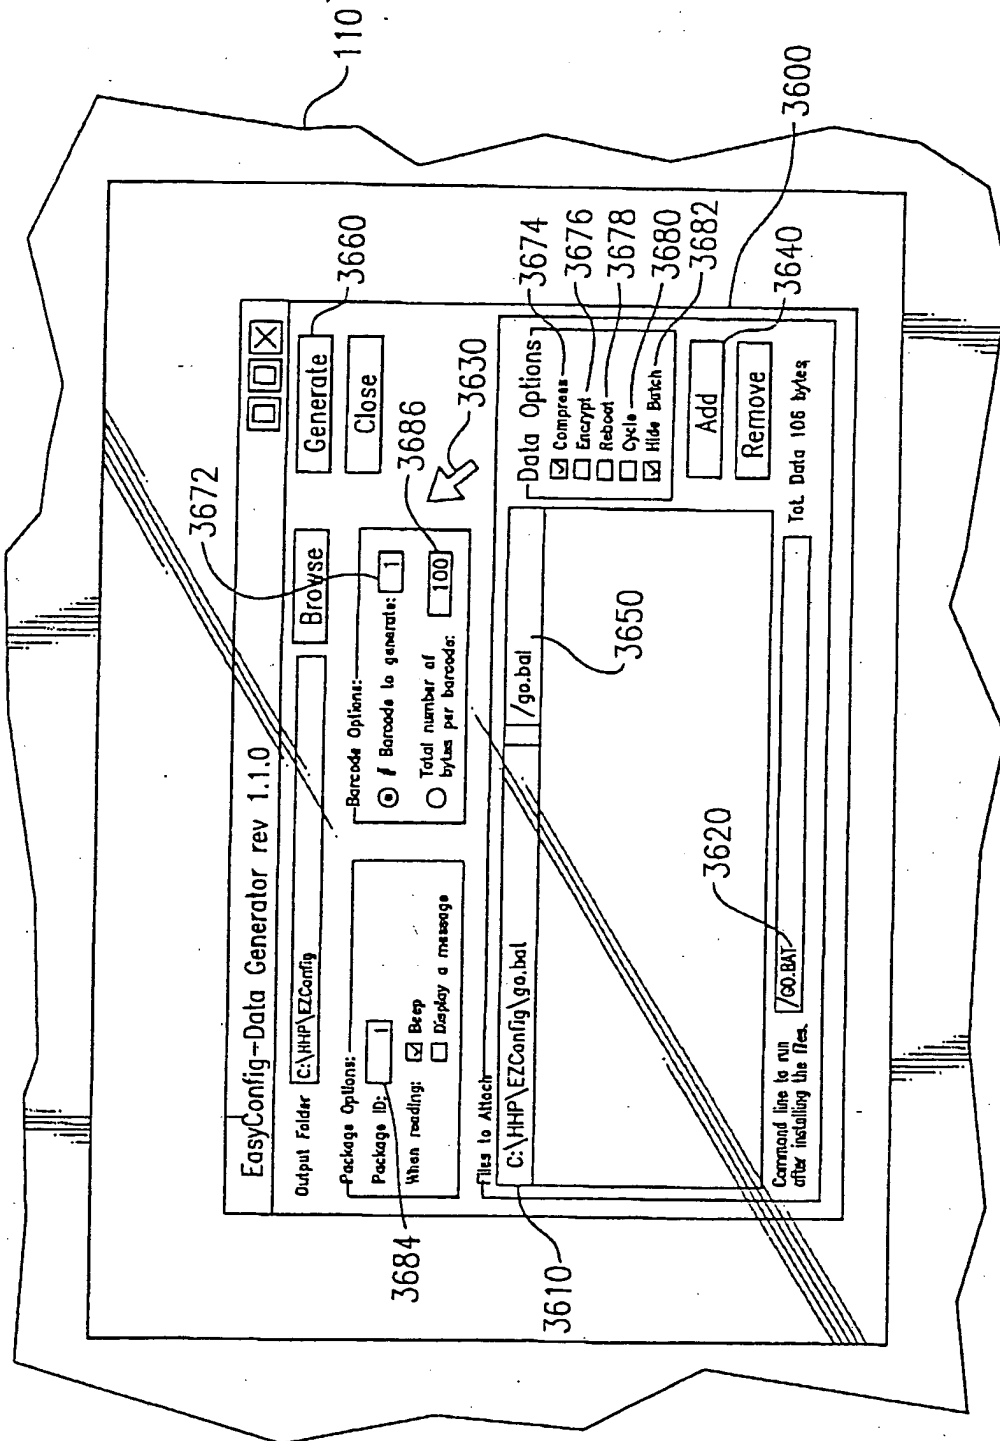 110
EasyConfig-Data Generator rev 1.1.0
Output Folder C:\HHP\EZConfig Browse
Generate
3660
Close
3672
3686
3630
Package Options:
Package ID: 1
When reading: Beep
Display a message
3684
Barcode Options:
# Barcode to generate: 1
Total number of
bytes per barcode: 100
Files to Attach
C:\HHP\EZConfig\go.bat /go.bat
3610
3650
Data Options
Compress
Encrypt
Reboot
Cycle
Hide Batch
3674
3676
3678
3680
3682
Add
3640
Remove
3620
Command line to run
after installing the files.
/GO.BAT
Tot. Data 106 bytes
3600